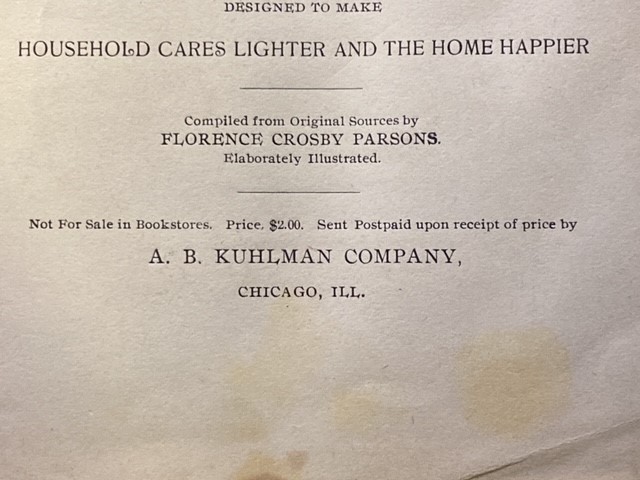 DESIGNED TO MAKE
HOUSEHOLD CARES LIGHTER AND THE HOME HAPPIER
Compiled from Original Sources by
FLORENCE CROSBY PARSONS.
Elaborately Illustrated.
Not For Sale in Bookstores. Price, $2.00. Sent Postpaid upon receipt of price by
A. B. KUHLMAN COMPANY,
CHICAGO, ILL.